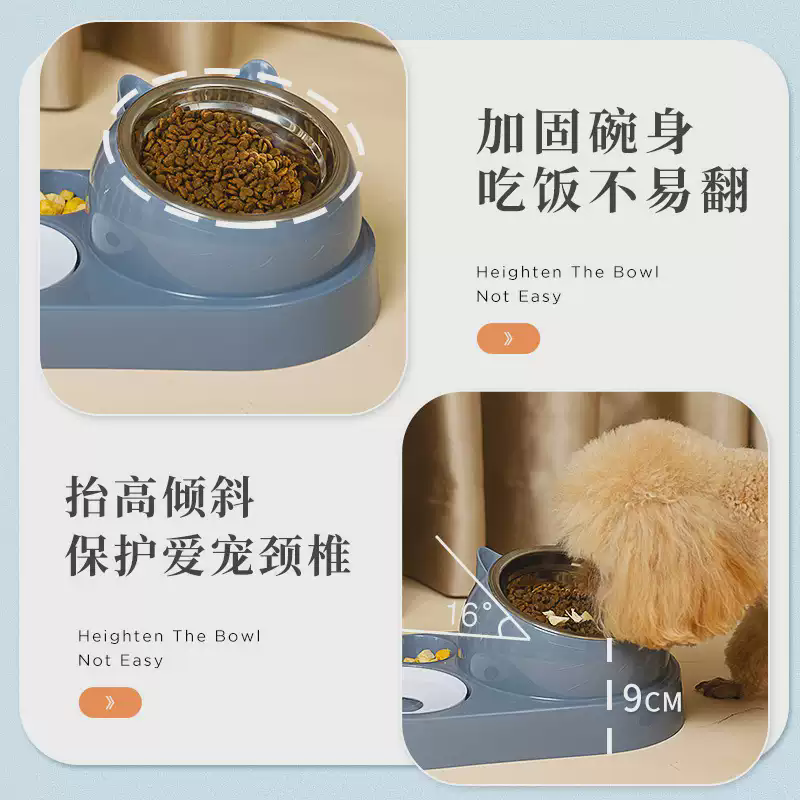 加固碗身
吃饭不易翻
Heighten The Bowl
Not Easy
》
抬高倾斜
保护爱宠颈椎
Heighten The Bowl
Not Easy
》
16°
9CM